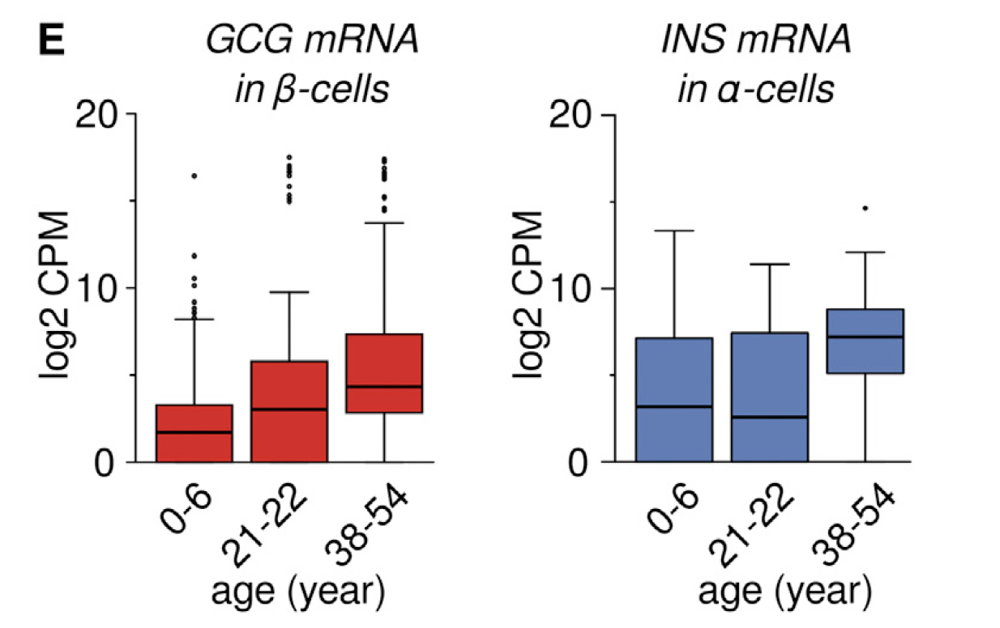 E
GCG mRNA
in β-cells
20
10
0
log2 CPM
0-6
21-22
38-54
age (year)
INS mRNA
in α-cells
20
10
0
log2 CPM
0-6
21-22
38-54
age (year)